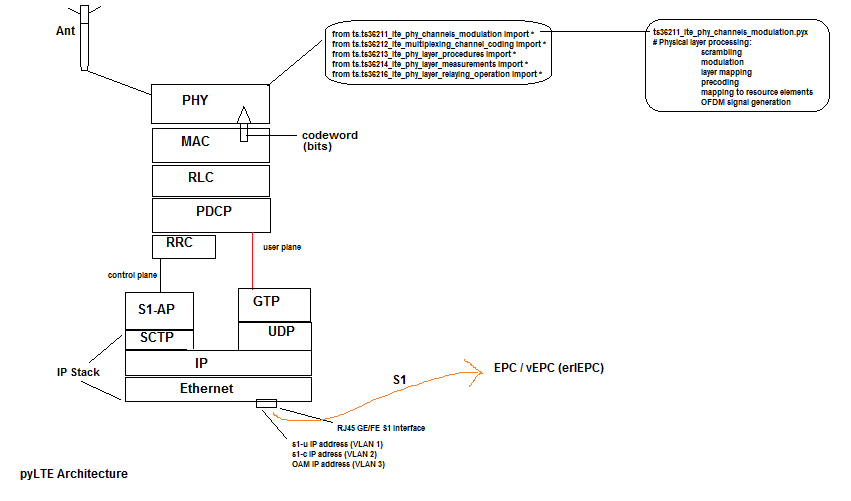 Ant
from ts.ts36211_lte_phy_channels_modulation import *
from ts.ts36212_lte_multiplexing_channel_coding import *
from ts.ts36213_lte_phy_layer_procedures import *
from ts.ts36214_lte_phy_layer_measurements import *
from ts.ts36216_lte_phy_layer_relaying_operation import *
ts36211_lte_phy_channels_modulation.pyx
# Physical layer processing:
scrambling
modulation
layer mapping
precoding
mapping to resource elements
OFDM signal generation
PHY
codeword
(bits)
MAC
RLC
PDCP
RRC
user plane
control plane
S1-AP
GTP
SCTP
UDP
IP
IP Stack
Ethernet
S1
EPC / vEPC (erlEPC)
RJ45 GE/FE S1 interface
s1-u IP address (VLAN 1)
s1-c IP adress (VLAN 2)
OAM IP address (VLAN 3)
pyLTE Architecture